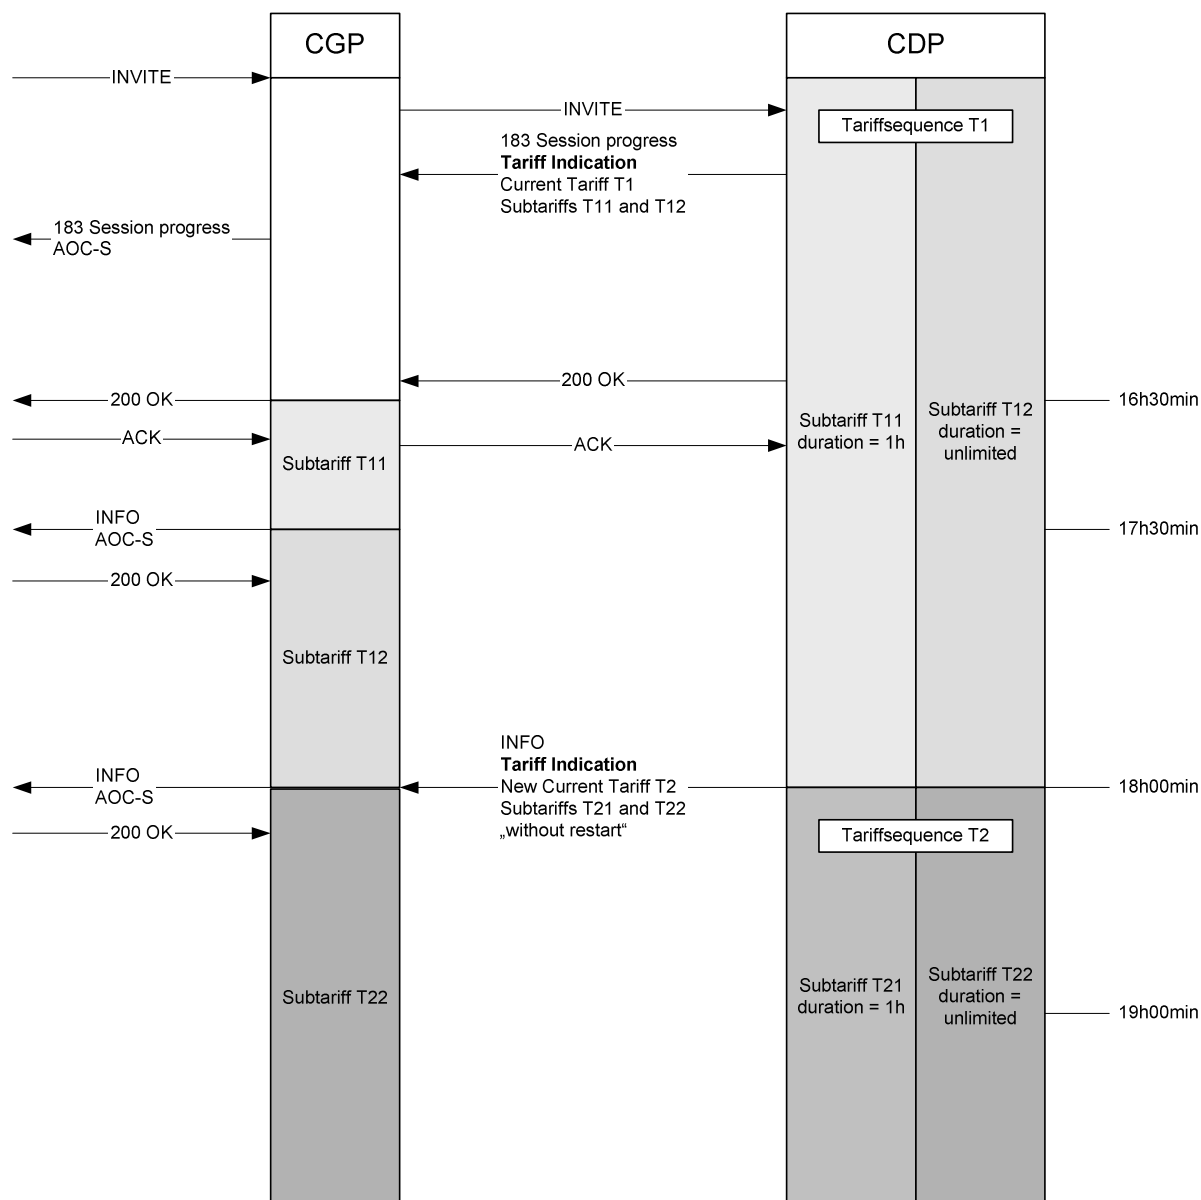 CGP
CDP
INVITE
INVITE
Tariffsequence T1
183 Session progress
Tariff Indication
Current Tariff T1
Subtariffs T11 and T12
183 Session progress
AOC-S
200 OK
200 OK
16h30min
Subtariff T11
duration = 1h
Subtariff T12
duration =
unlimited
ACK
ACK
Subtariff T11
INFO
AOC-S
17h30min
200 OK
Subtariff T12
INFO
Tariff Indication
New Current Tariff T2
Subtariffs T21 and T22
„without restart“
INFO
AOC-S
18h00min
200 OK
Tariffsequence T2
Subtariff T22
Subtariff T21
duration = 1h
Subtariff T22
duration =
unlimited
19h00min